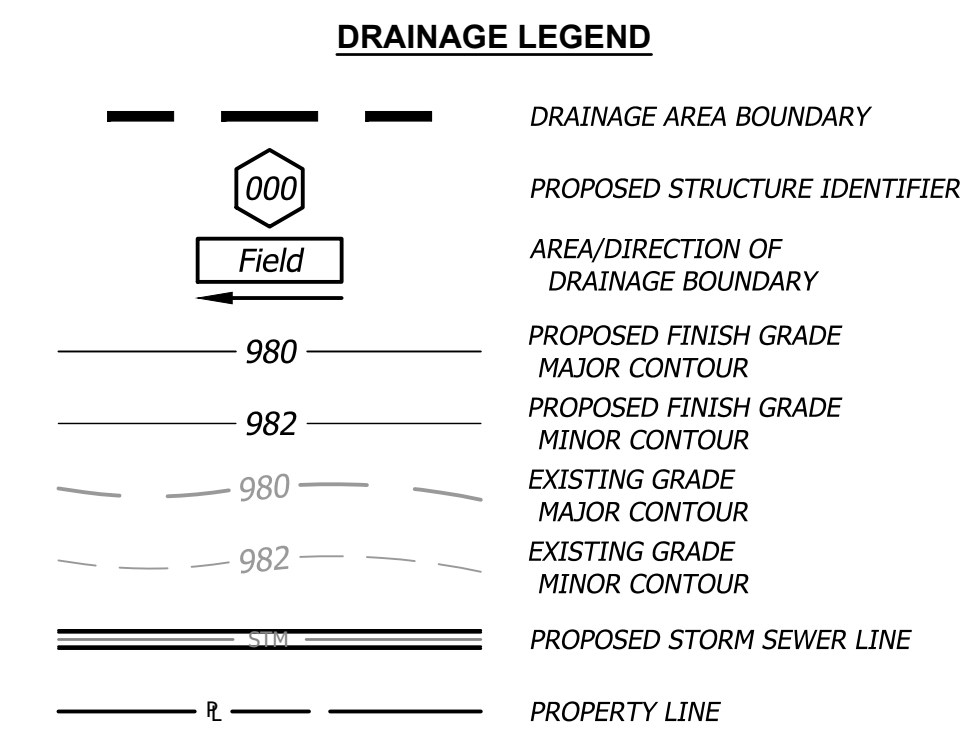 DRAINAGE LEGEND
DRAINAGE AREA BOUNDARY
000
PROPOSED STRUCTURE IDENTIFIER
Field
AREA/DIRECTION OF
DRAINAGE BOUNDARY
980
PROPOSED FINISH GRADE
MAJOR CONTOUR
982
PROPOSED FINISH GRADE
MINOR CONTOUR
980
EXISTING GRADE
MAJOR CONTOUR
982
EXISTING GRADE
MINOR CONTOUR
STM
PROPOSED STORM SEWER LINE
PL
PROPERTY LINE